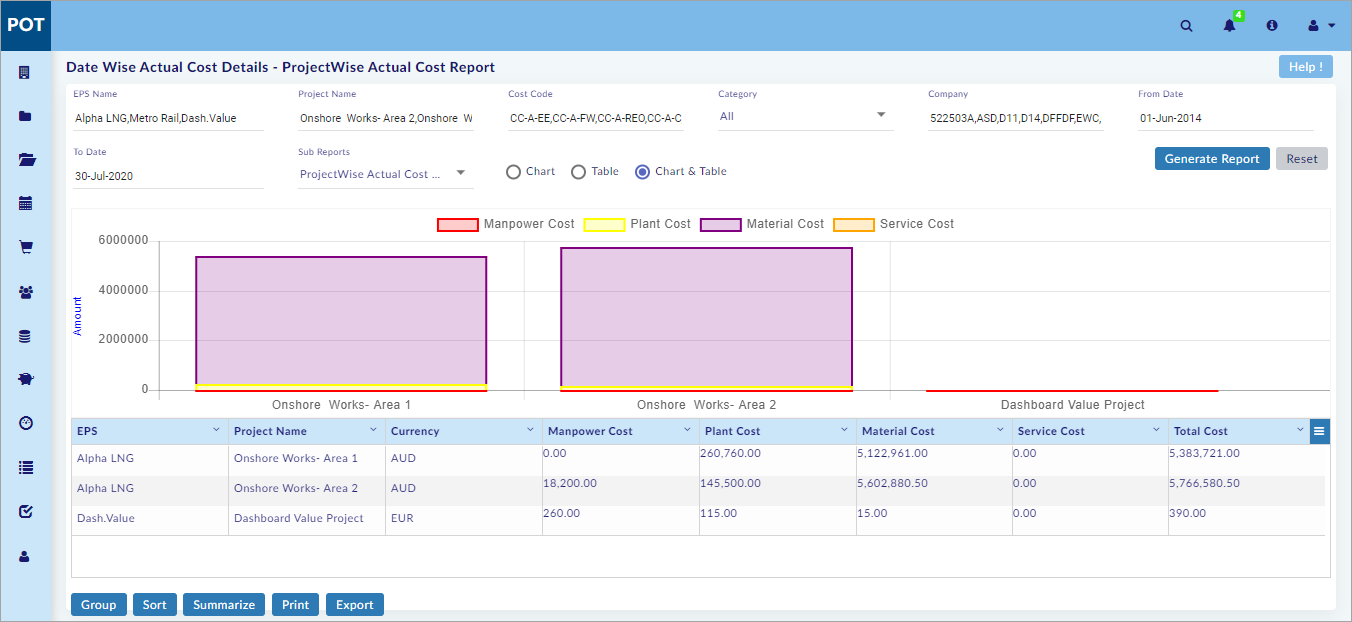 POT
4
Date Wise Actual Cost Details - ProjectWise Actual Cost Report
Help !
EPS Name
Project Name
Cost Code
Category
Company
From Date
Alpha LNG,Metro Rail,Dash.Value
Onshore Works- Area 2,Onshore W
CC-A-EE,CC-A-FW,CC-A-REO,CC-A-C
All
522503A,ASD,D11,D14,DFFDF,EWC,
01-Jun-2014
To Date
Sub Reports
30-Jul-2020
ProjectWise Actual Cost ...
Chart
Table
Chart & Table
Generate Report
Reset
Manpower Cost
Plant Cost
Material Cost
Service Cost
Amount
6000000
4000000
2000000
0
Onshore Works- Area 1
Onshore Works- Area 2
Dashboard Value Project
EPS Project Name Currency Manpower Cost Plant Cost Material Cost Service Cost Total Cost
Alpha LNG Onshore Works- Area 1 AUD 0.00 260,760.00 5,122,961.00 0.00 5,383,721.00
Alpha LNG Onshore Works- Area 2 AUD 18,200.00 145,500.00 5,602,880.50 0.00 5,766,580.50
Dash.Value Dashboard Value Project EUR 260.00 115.00 15.00 0.00 390.00
Group
Sort
Summarize
Print
Export